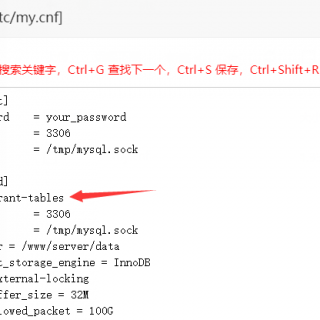 tc/my.cnf]
搜索关键字，Ctrl+G 查找下一个，Ctrl+S 保存，Ctrl+Shift+R
t]
rd = your_password
= 3306
= /tmp/mysql.sock
d]
rant-tables
= 3306
= /tmp/mysql.sock
r = /www/server/data
t_storage_engine = InnoDB
xternal-locking
ffer_size = 32M
lowed_packet = 100G